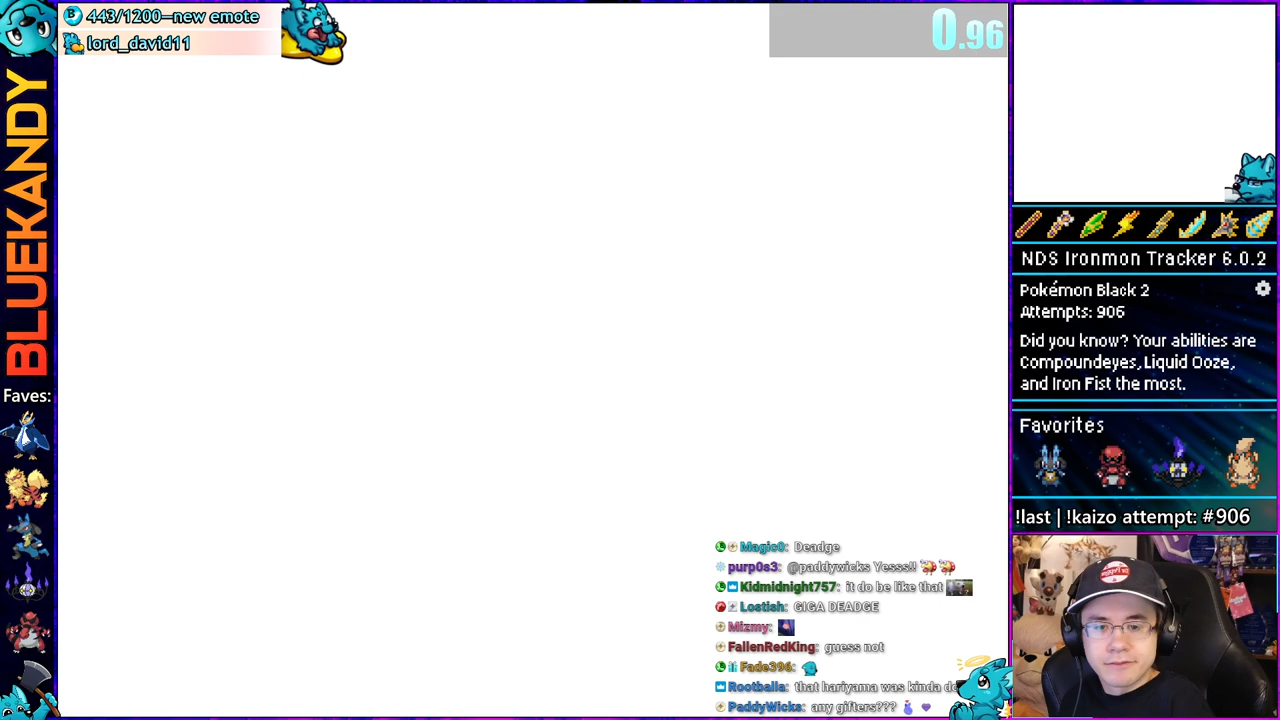 443/1200-new emote
lord_david11
0.96
BLUEKANDY
Faves:
NDS Ironmon Tracker 6.0.2
Pokémon Black 2
Attempts: 906
Did you know? Your abilities are
Compoundeyes, Liquid Ooze,
and Iron Fist the most.
Favorites
!last | !kaizo attempt: #906
Magic0: Deadge
purp0s3: @paddywicks Yesss!!
Kidmidnight757: it do be like that
Lostish: GIGA DEADGE
Mizmy:
FallenRedKing: guess not
Fade396:
Rootballa: that hariyama was kinda
PaddyWicks: any gifters???